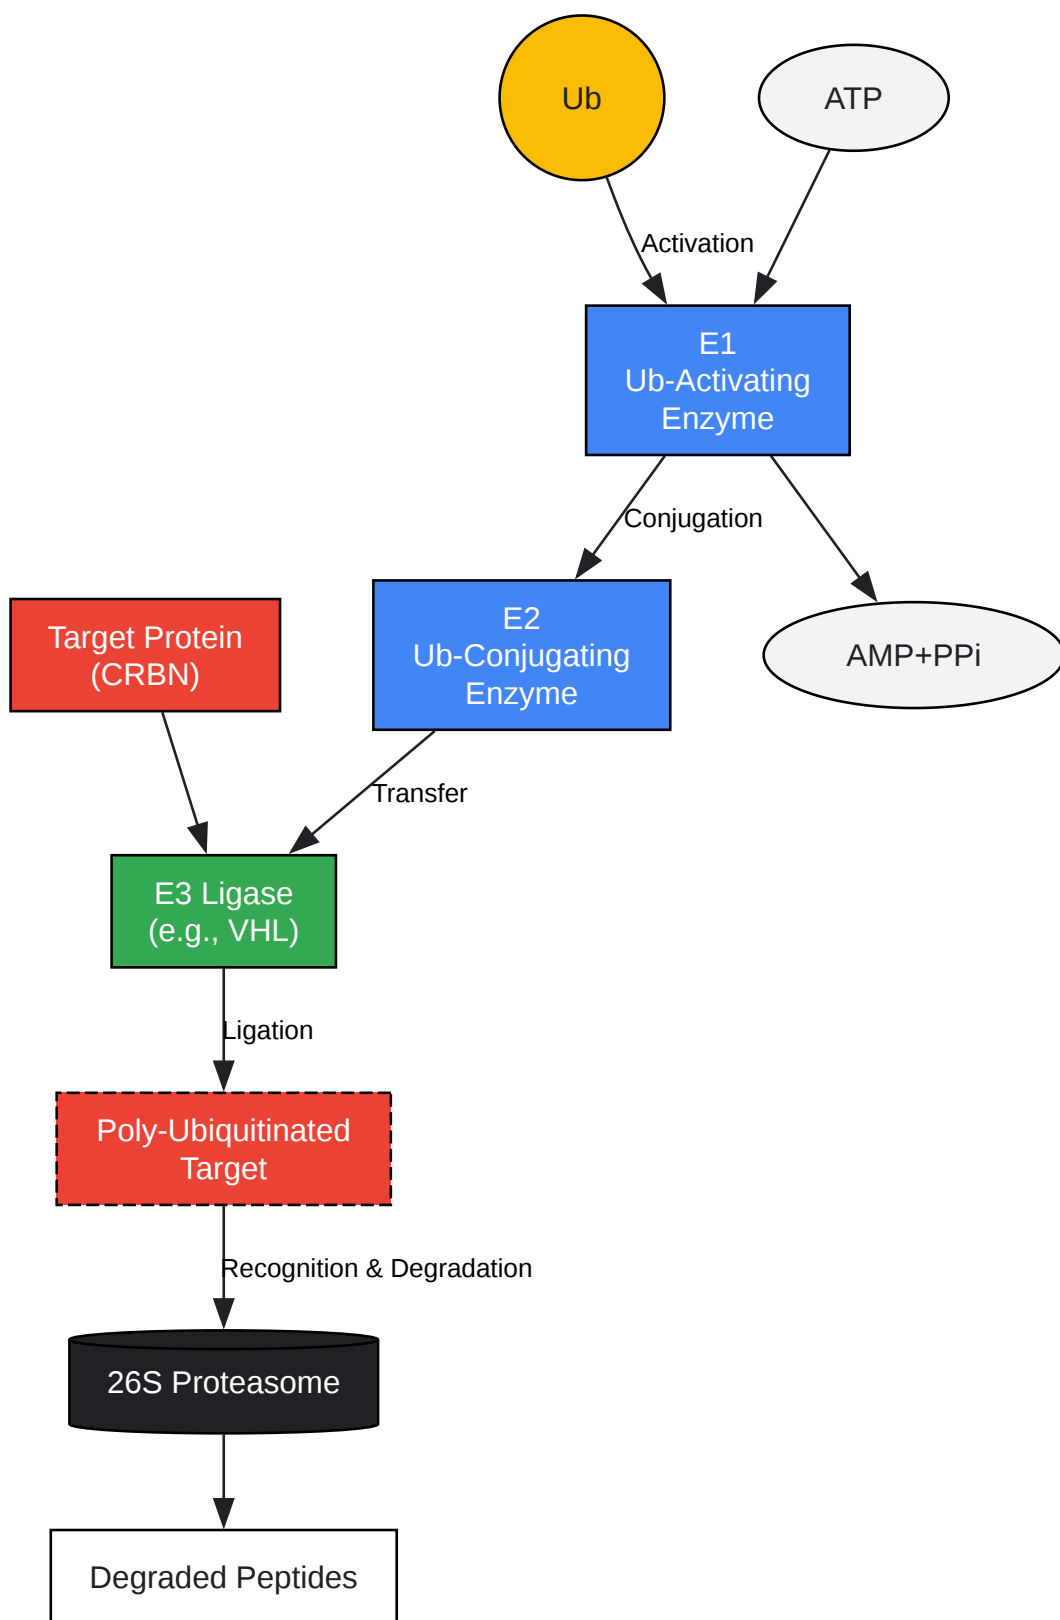 Ub
ATP
Activation
E1
Ub-Activating
Enzyme
Conjugation
E2
Ub-Conjugating
Enzyme
AMP+PPi
Target Protein
(CRBN)
Transfer
E3 Ligase
(e.g., VHL)
Ligation
Poly-Ubiquitinated
Target
Recognition & Degradation
26S Proteasome
Degraded Peptides